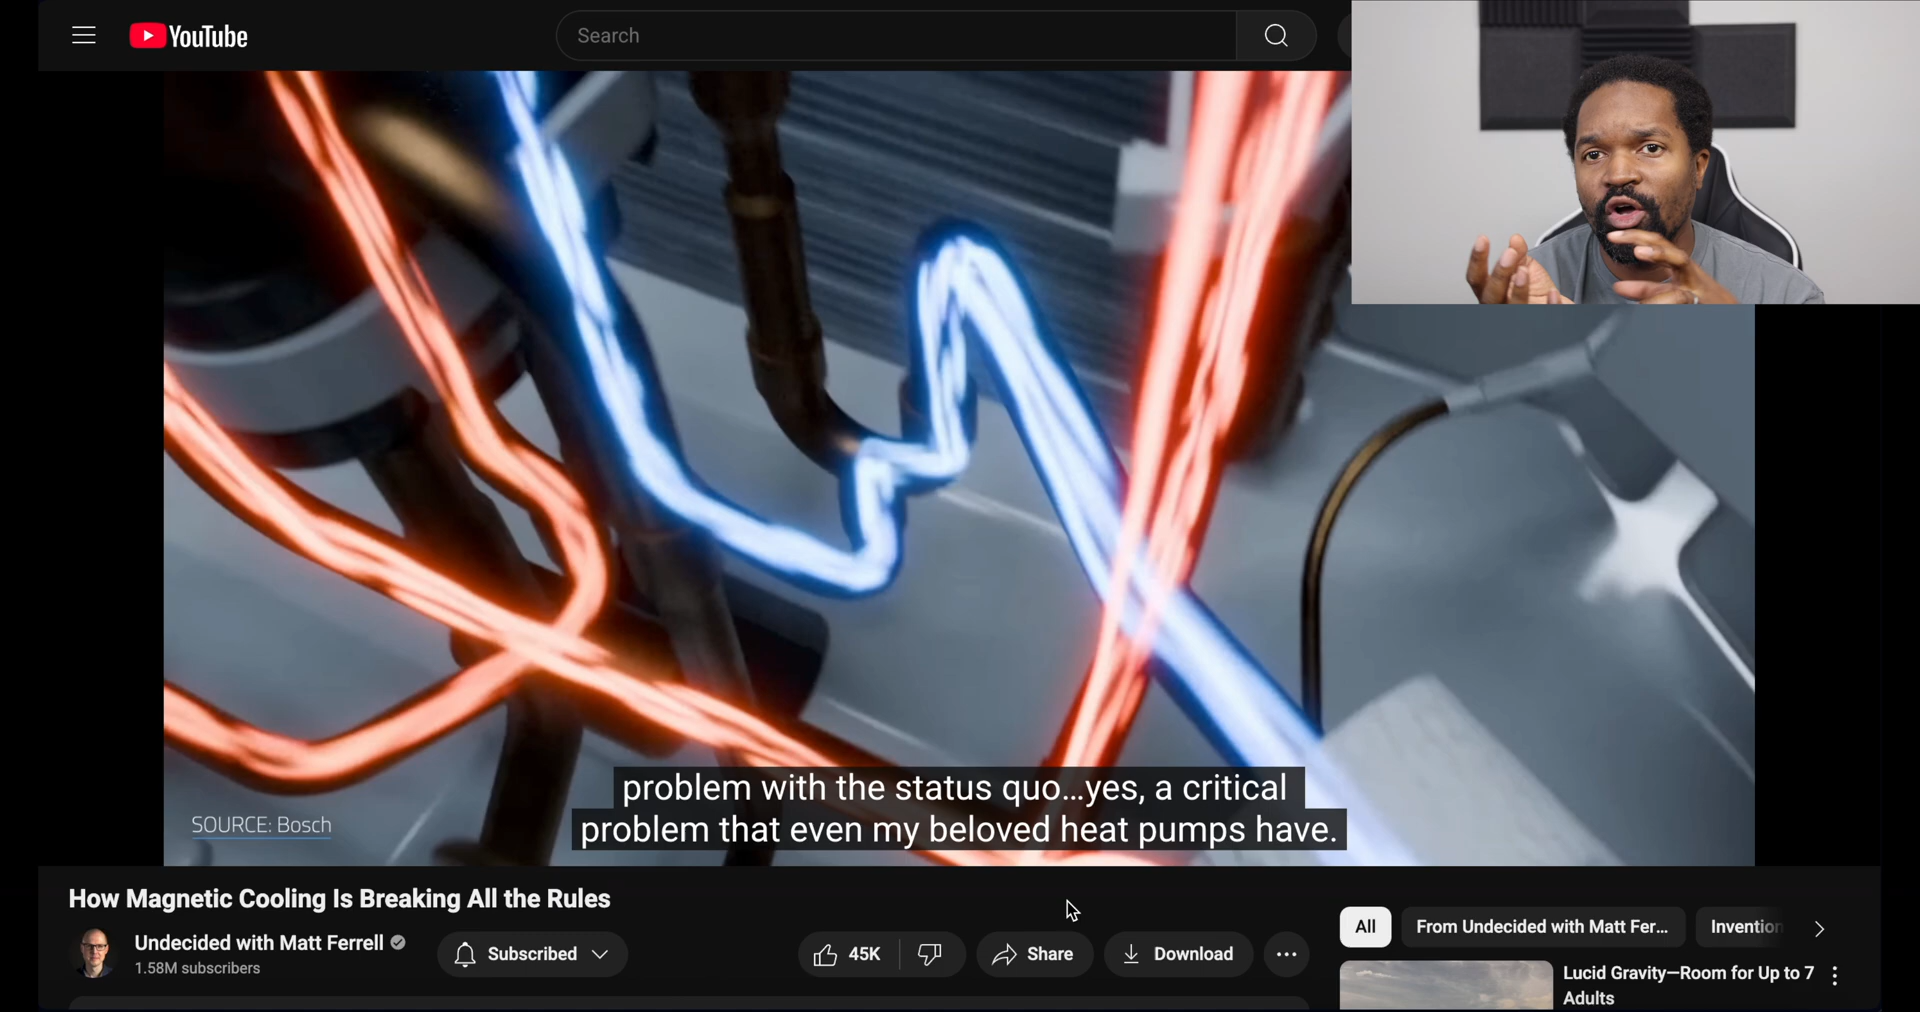 YouTube
Search
problem with the status quo...yes, a critical
problem that even my beloved heat pumps have.
SOURCE: Bosch
How Magnetic Cooling Is Breaking All the Rules
Undecided with Matt Ferrell
1.58M subscribers
Subscribed
45K
Share
Download
All
From Undecided with Matt Fer...
Invention
Lucid Gravity—Room for Up to 7
Adults